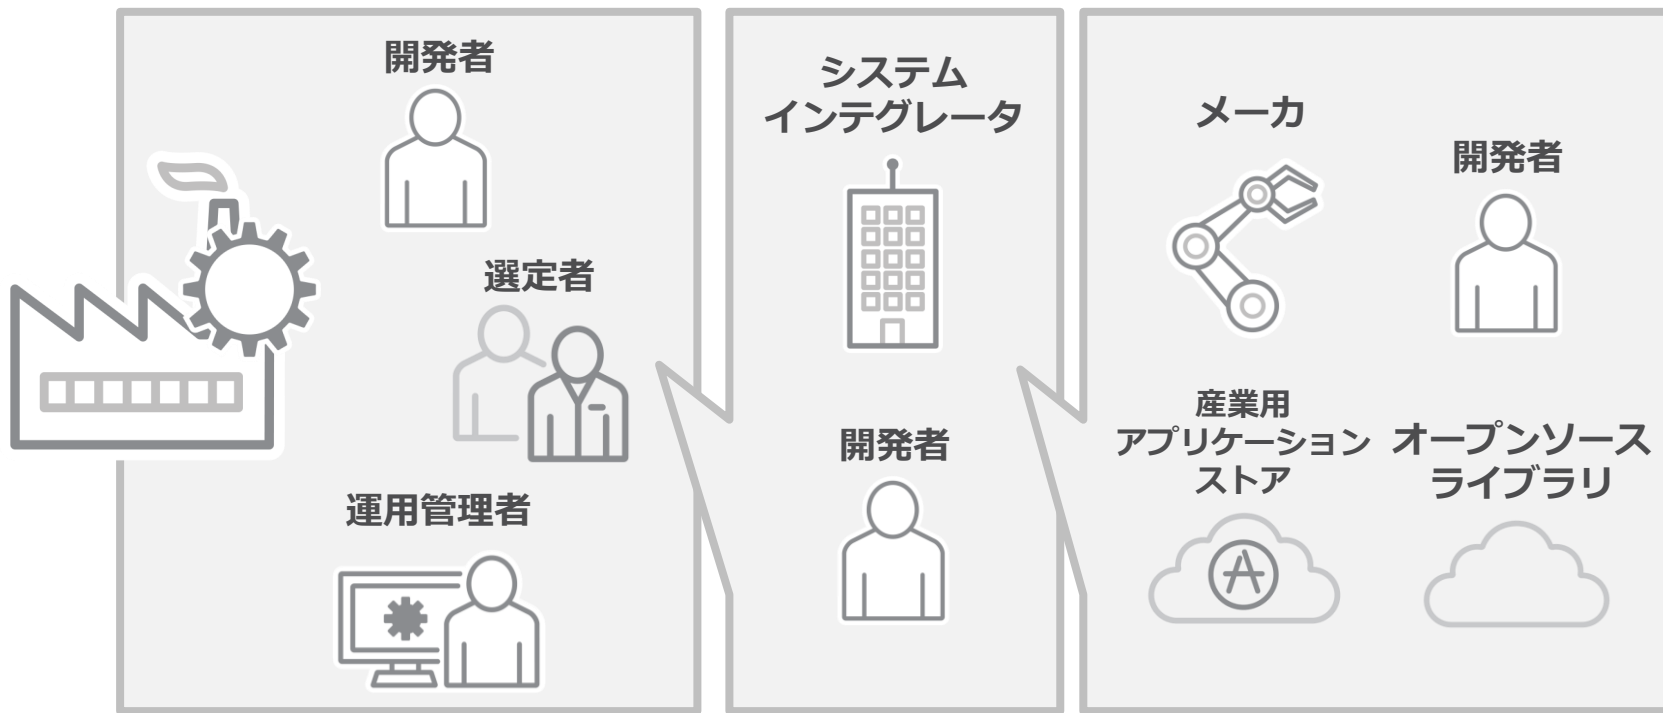 開発者
選定者
運用管理者
システム
インテグレータ
開発者
メーカ
開発者
産業用
アプリケーション
ストア
オープンソース
ライブラリ